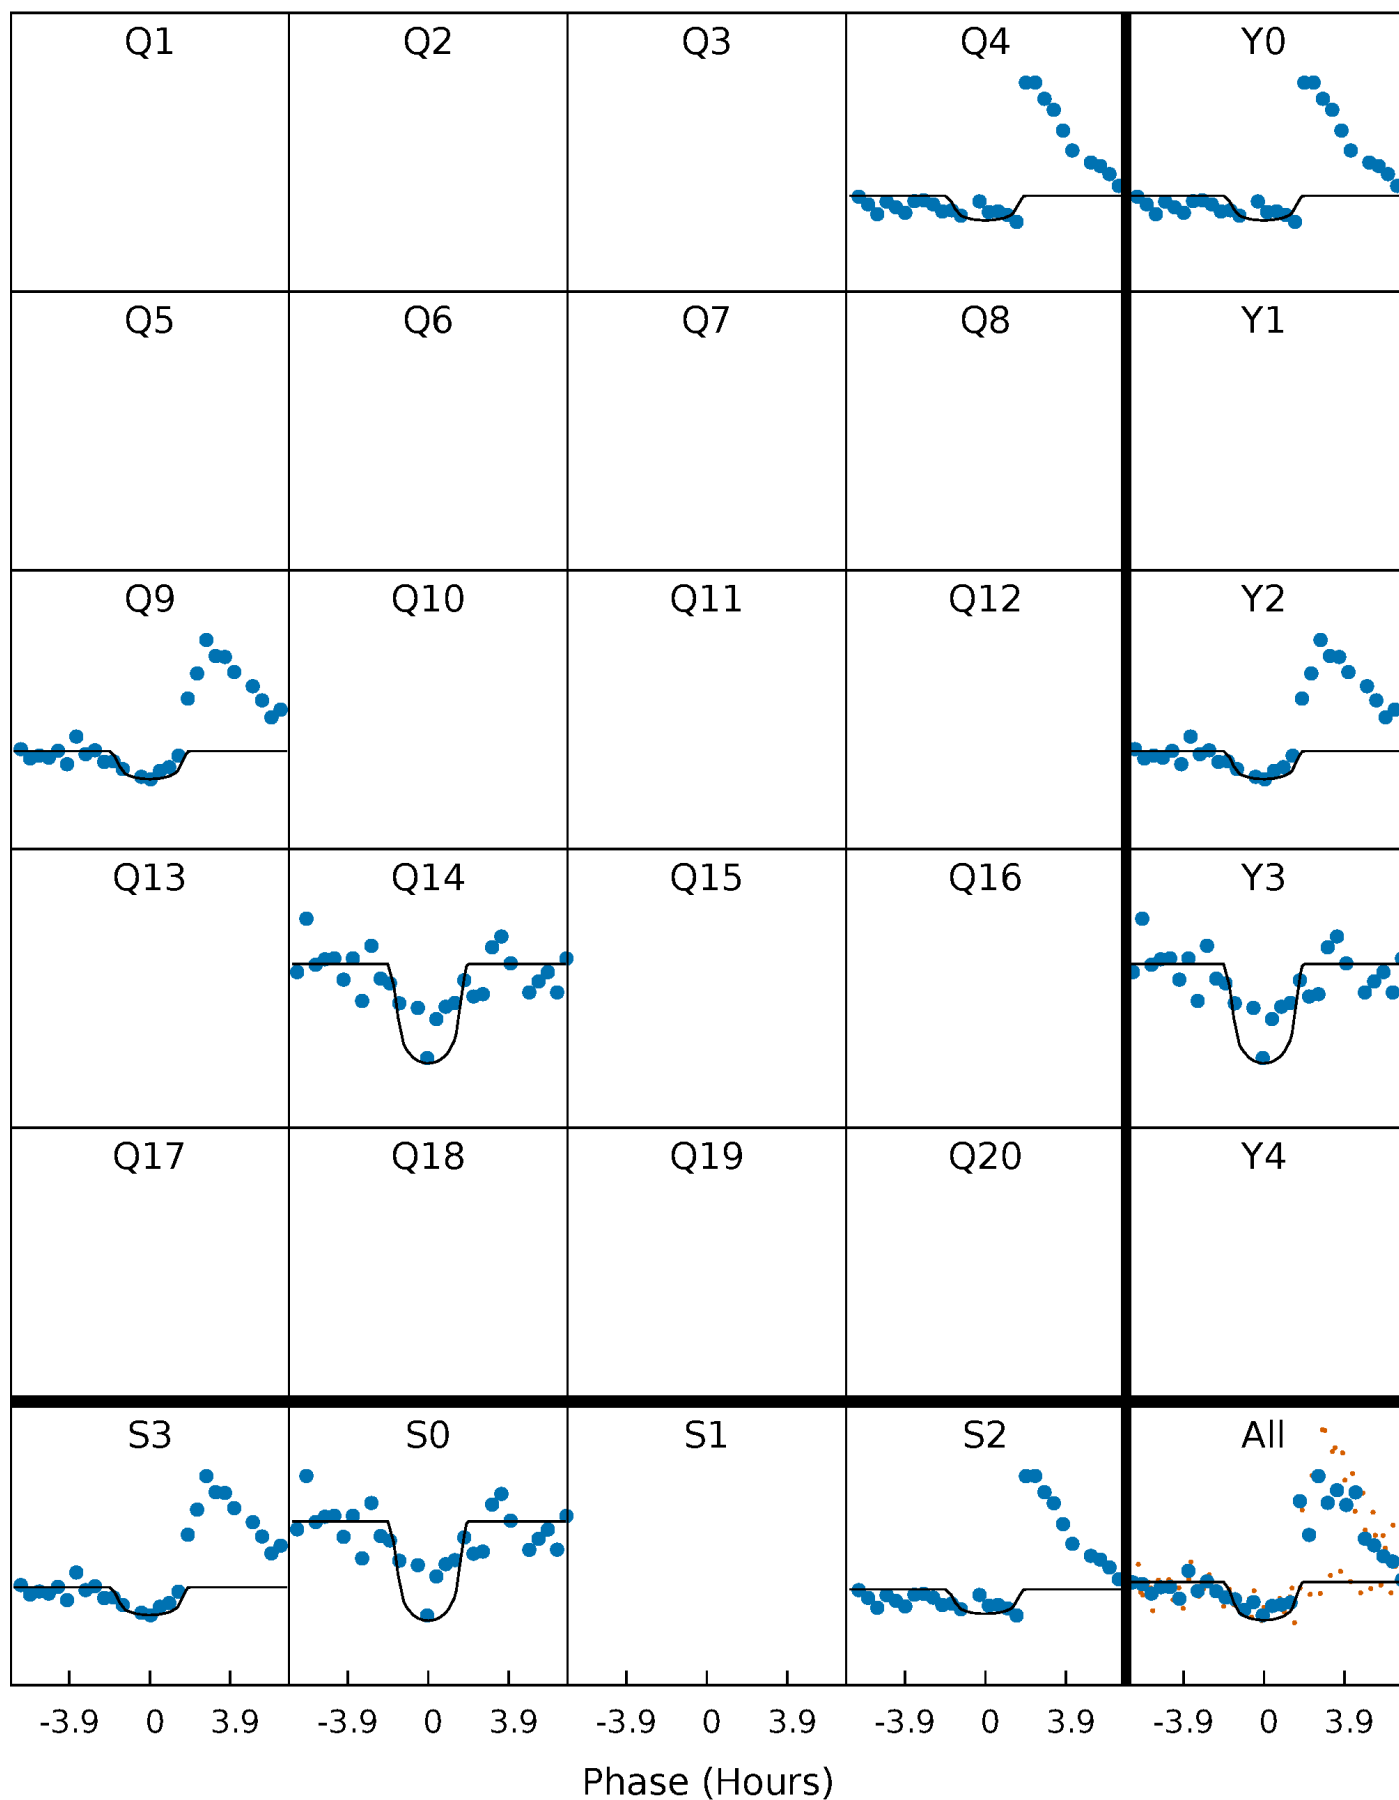 Q1 Q2 Q3 Q4 Y0
Q5 Q6 Q7 Q8 Y1
Q9 Q10 Q11 Q12 Y2
Q13 Q14 Q15 Q16 Y3
Q17 Q18 Q19 Q20 Y4
S3 S0 S1 S2 All
-3.9 0 3.9 -3.9 0 3.9 -3.9 0 3.9 -3.9 0 3.9 -3.9 0 3.9
Phase (Hours)